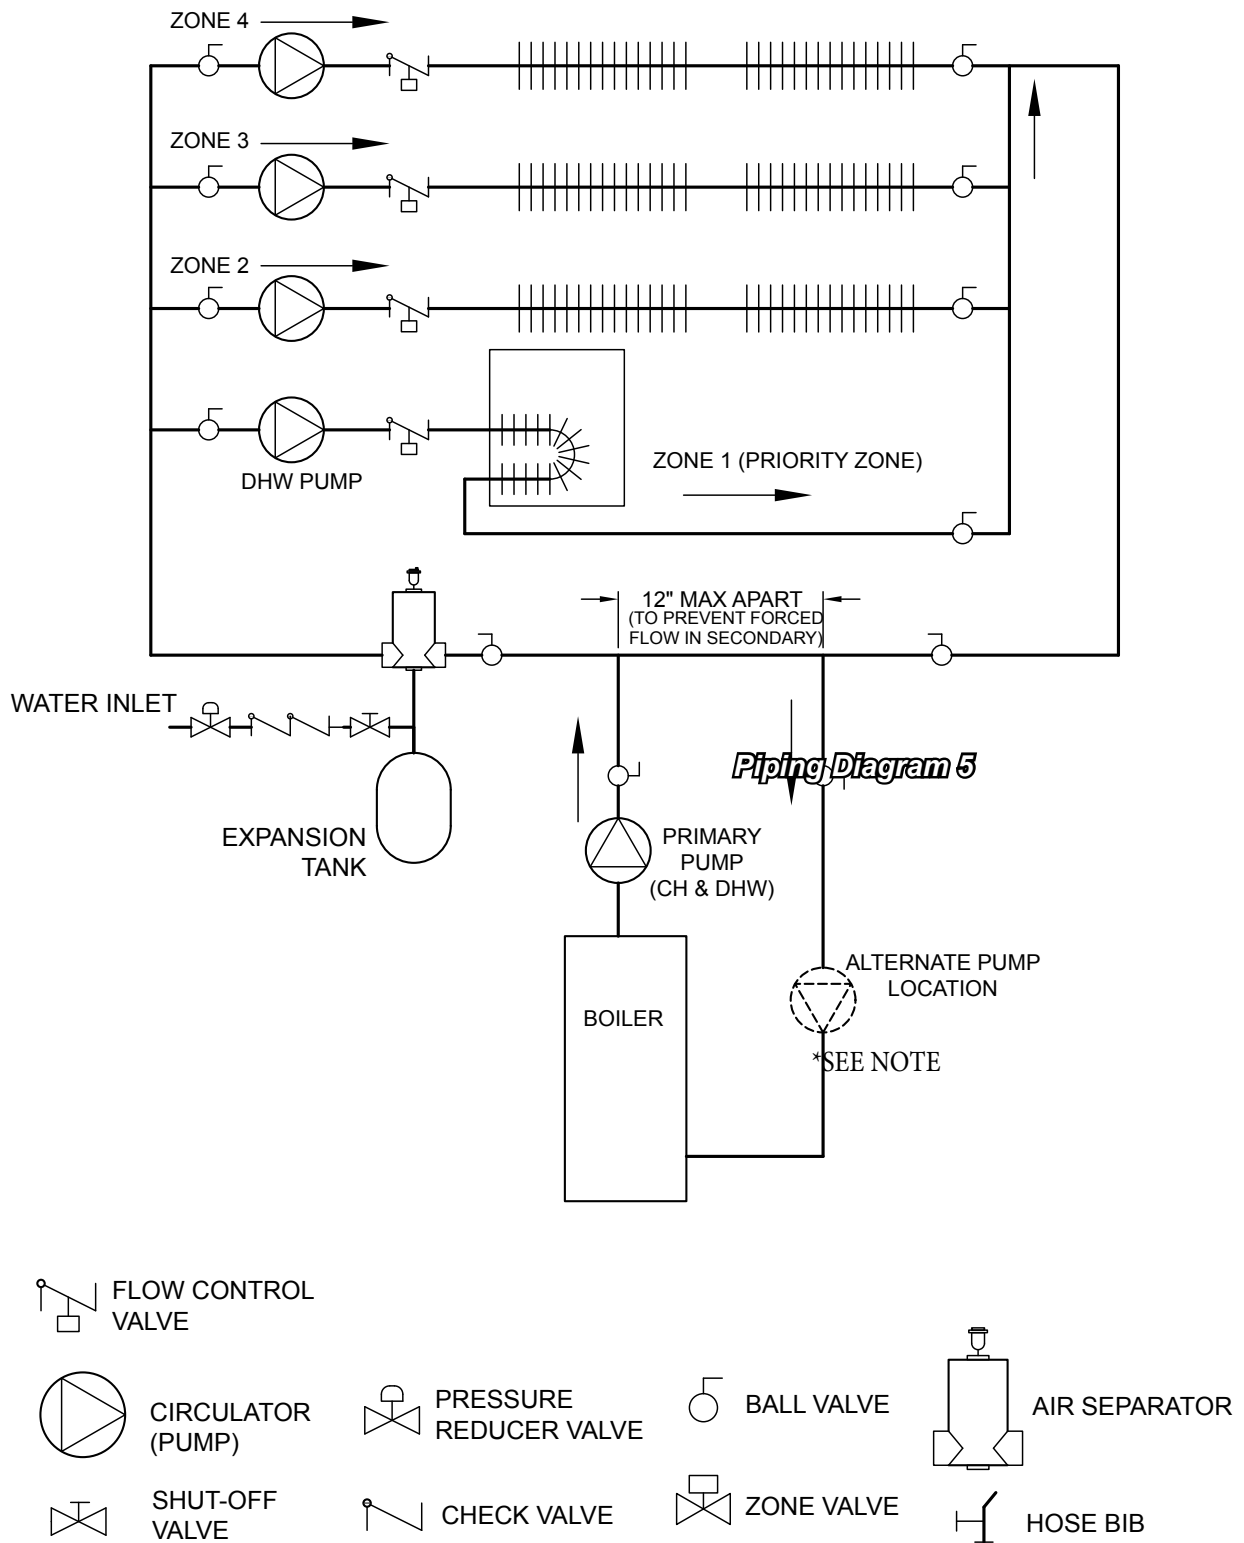 ZONE 4
ZONE 3
ZONE 2
DHW PUMP
ZONE 1 (PRIORITY ZONE)
12" MAX APART
(TO PREVENT FORCED
FLOW IN SECONDARY)
WATER INLET
Piping Diagram 5
EXPANSION
TANK
PRIMARY
PUMP
(CH & DHW)
ALTERNATE PUMP
LOCATION
BOILER
*SEE NOTE
FLOW CONTROL
VALVE
CIRCULATOR
(PUMP)
PRESSURE
REDUCER VALVE
BALL VALVE
AIR SEPARATOR
SHUT-OFF
VALVE
CHECK VALVE
ZONE VALVE
HOSE BIB